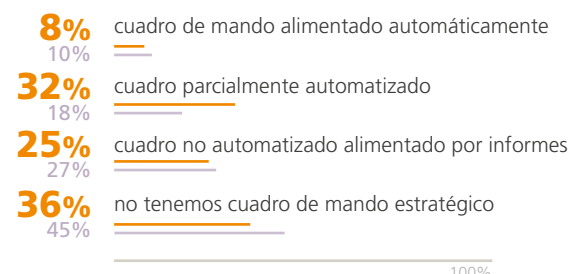 8% cuadro de mando alimentado automáticamente
10%
32% cuadro parcialmente automatizado
18%
25% cuadro no automatizado alimentado por informes
27%
36% no tenemos cuadro de mando estratégico
45%
100%